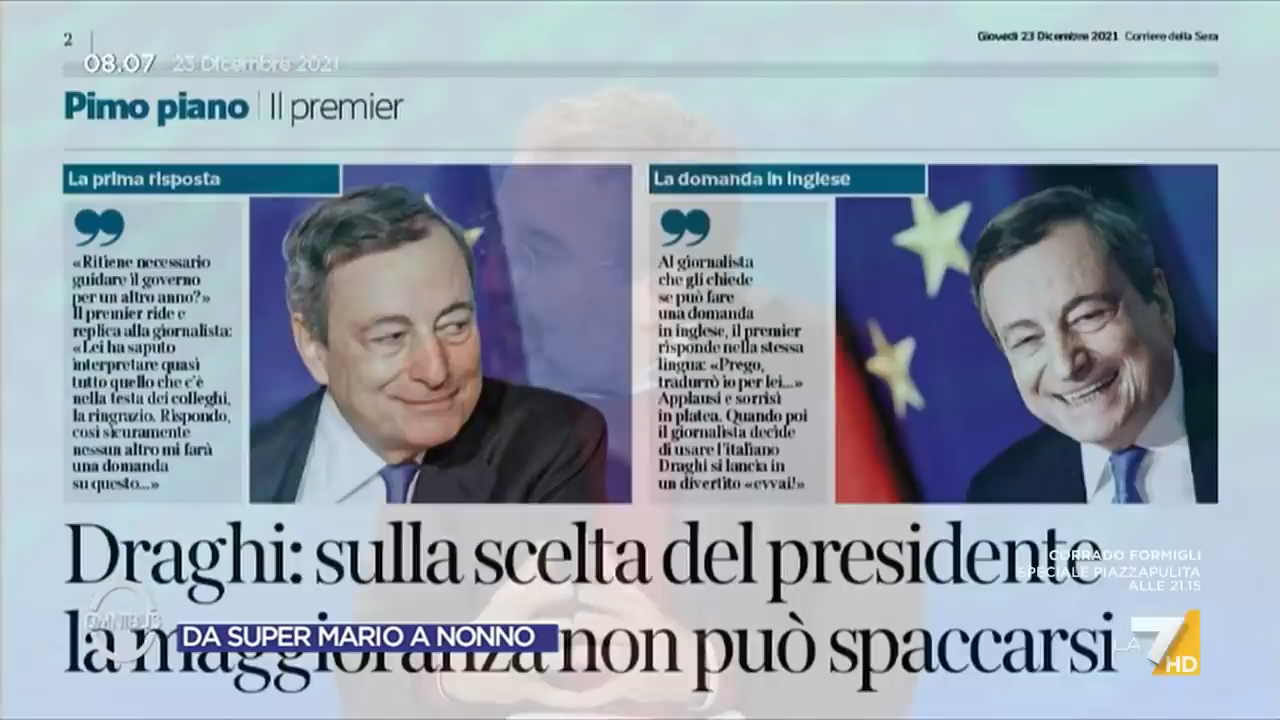 2
Giovedì 23 Dicembre 2021 Corriere della Sera
08.07 23 Dicembre 2021
Pimo piano | Il premier
La prima risposta
«Ritiene necessario
guidare il governo
per un altro anno?»
Il premier ride e
replica alla giornalista:
«Lei ha saputo
interpretare quasi
tutto quello che c'è
nella testa dei colleghi,
la ringrazio. Rispondo,
così sicuramente
nessun altro mi farà
una domanda
su questo...»
La domanda in inglese
Al giornalista
che gli chiede
se può fare
una domanda
in inglese, il premier
risponde nella stessa
lingua: «Prego,
tradurrò io per lei...»
Applausi e sorrisi
in platea. Quando poi
il giornalista decide
di usare l'italiano
Draghi si lancia in
un divertito «evvai!»
Draghi: sulla scelta del presidente
la maggioranza non può spaccarsi
CORRADO FORMIGLI
SPECIALE PIAZZAPULITA
ALLE 21.15
OMNIBUS
DA SUPER MARIO A NONNO
LA 7 HD